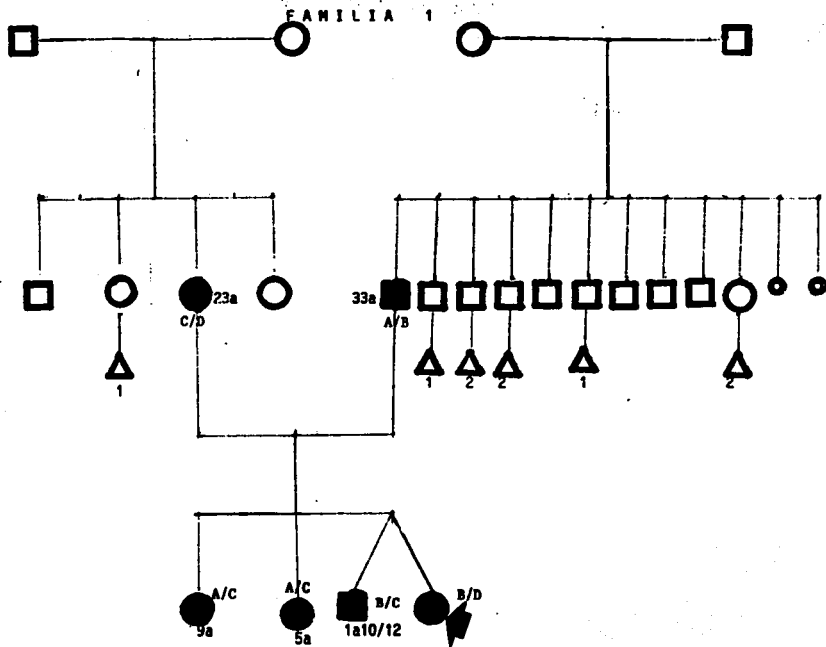 FAMILIA 1
23a
C/D
33a
A/B
1
1
2
2
1
2
A/C
9a
A/C
5a
B/C
1a10/12
B/D